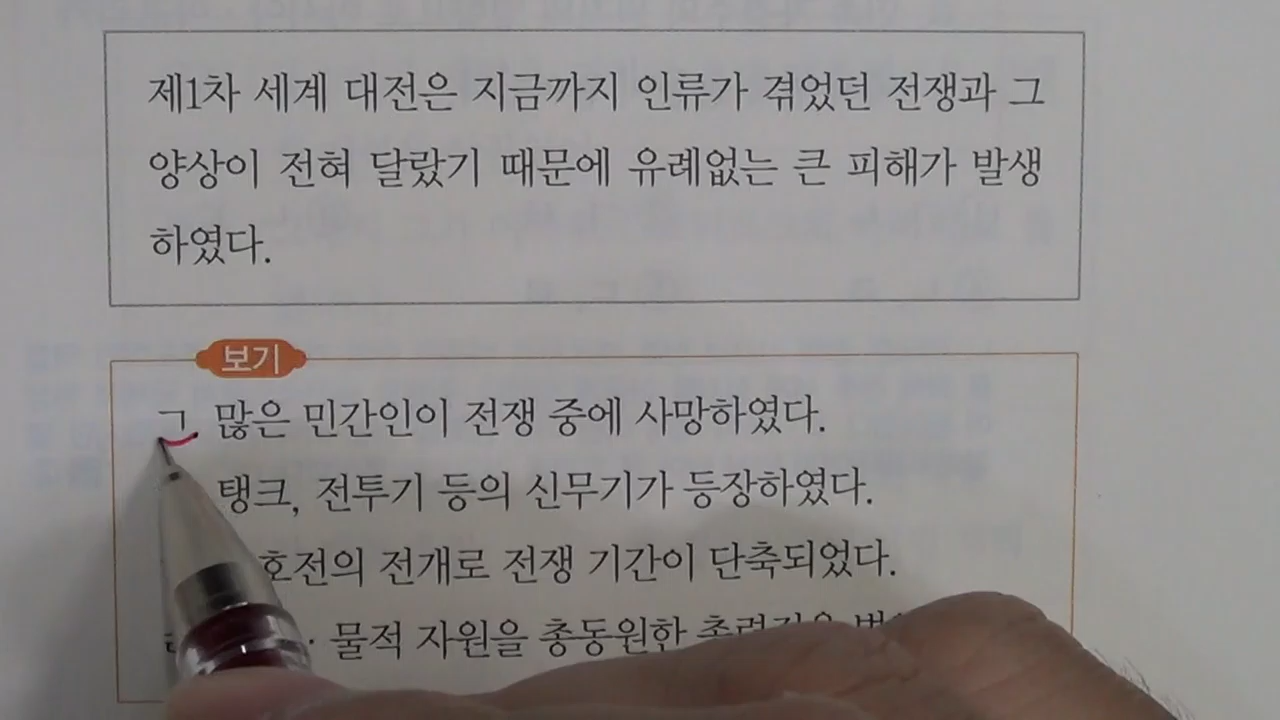 제1차 세계 대전은 지금까지 인류가 겪었던 전쟁과 그
양상이 전혀 달랐기 때문에 유례없는 큰 피해가 발생
하였다.
보기
ㄱ. 많은 민간인이 전쟁 중에 사망하였다.
탱크, 전투기 등의 신무기가 등장하였다.
호전의 전개로 전쟁 기간이 단축되었다.
· 물적 자원을 총동원한